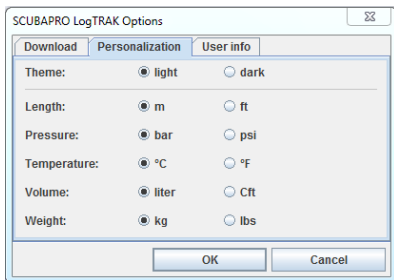 SCUBAPRO LogTRAK Options
Download Personalization User info
Theme: light dark
Length: m ft
Pressure: bar psi
Temperature: °C °F
Volume: liter Cft
Weight: kg lbs
OK Cancel